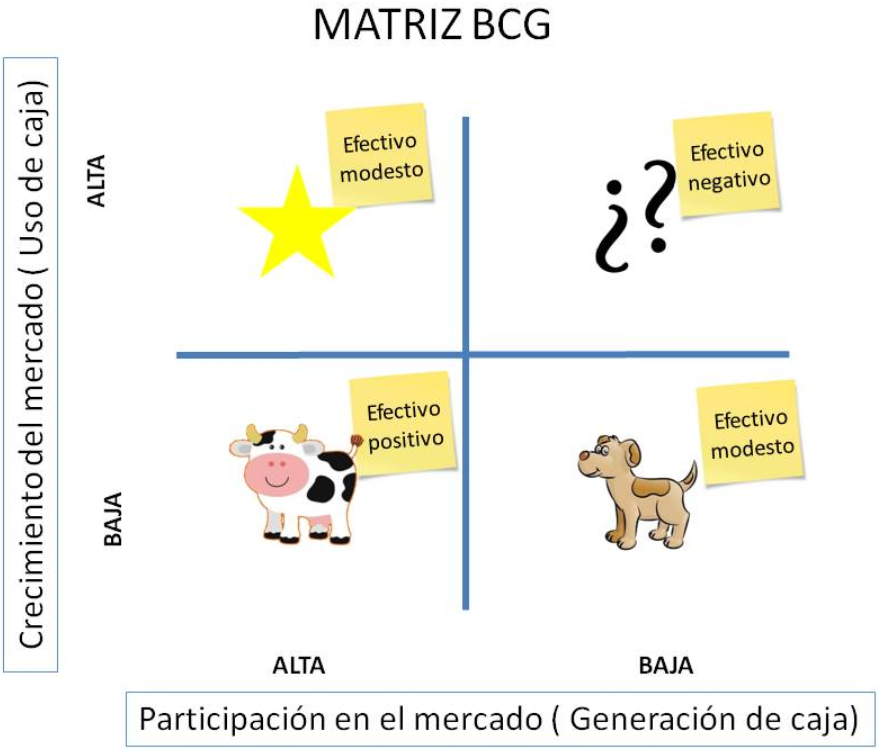 MATRIZ BCG
Crecimiento del mercado ( Uso de caja)
ALTA
Efectivo
modesto
¿?
Efectivo
negativo
BAJA
Efectivo
positivo
Efectivo
modesto
ALTA
BAJA
Participación en el mercado ( Generación de caja)